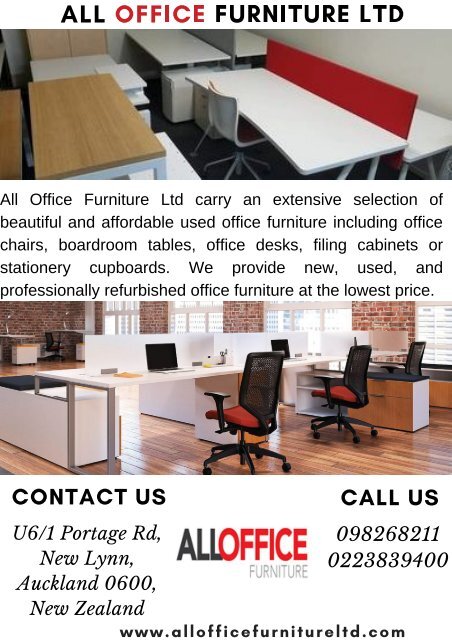 ALL OFFICE FURNITURE LTD
All Office Furniture Ltd carry an extensive selection of
beautiful and affordable used office furniture including office
chairs, boardroom tables, office desks, filing cabinets or
stationery cupboards. We provide new, used, and
professionally refurbished office furniture at the lowest price.
CONTACT US
U6/1 Portage Rd,
New Lynn,
Auckland 0600,
New Zealand
ALLOFFICE
FURNITURE
CALL US
098268211
0223839400
www.allofficefurnitureltd.com